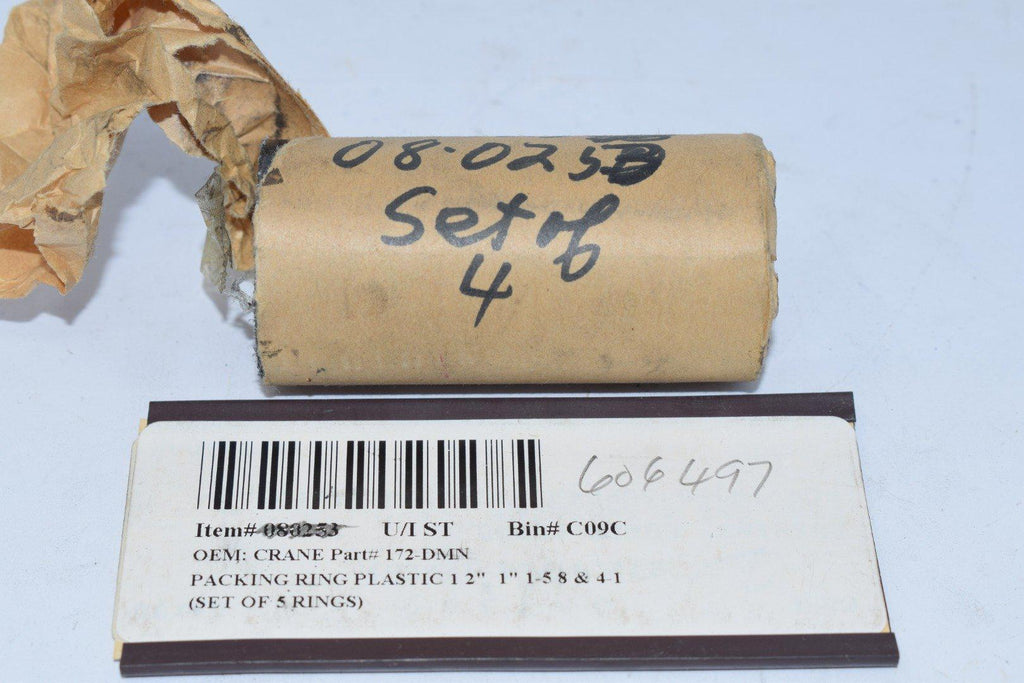 08-025
Set of
4
606497
Item# 083253 U/I ST Bin# C09C
OEM: CRANE Part# 172-DMN
PACKING RING PLASTIC 1 2" 1" 1-5 8 & 4-1
(SET OF 5 RINGS)